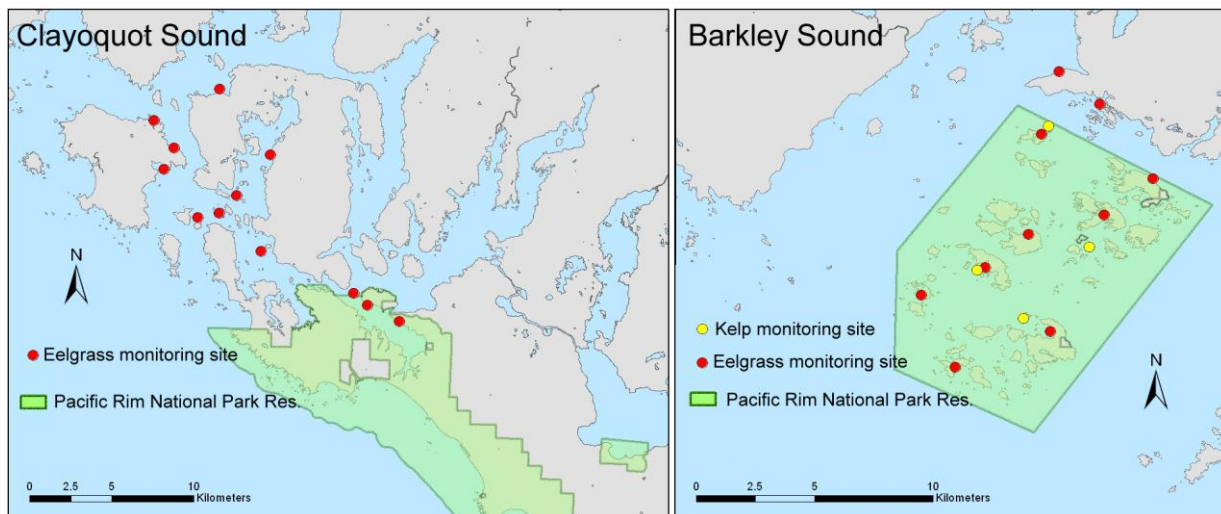 Clayoquot Sound
N
Eelgrass monitoring site
Pacific Rim National Park Res.
0 2.5 5 10
Kilometers
Barkley Sound
Kelp monitoring site
Eelgrass monitoring site
N
Pacific Rim National Park Res.
0 2.5 5 10
Kilometers